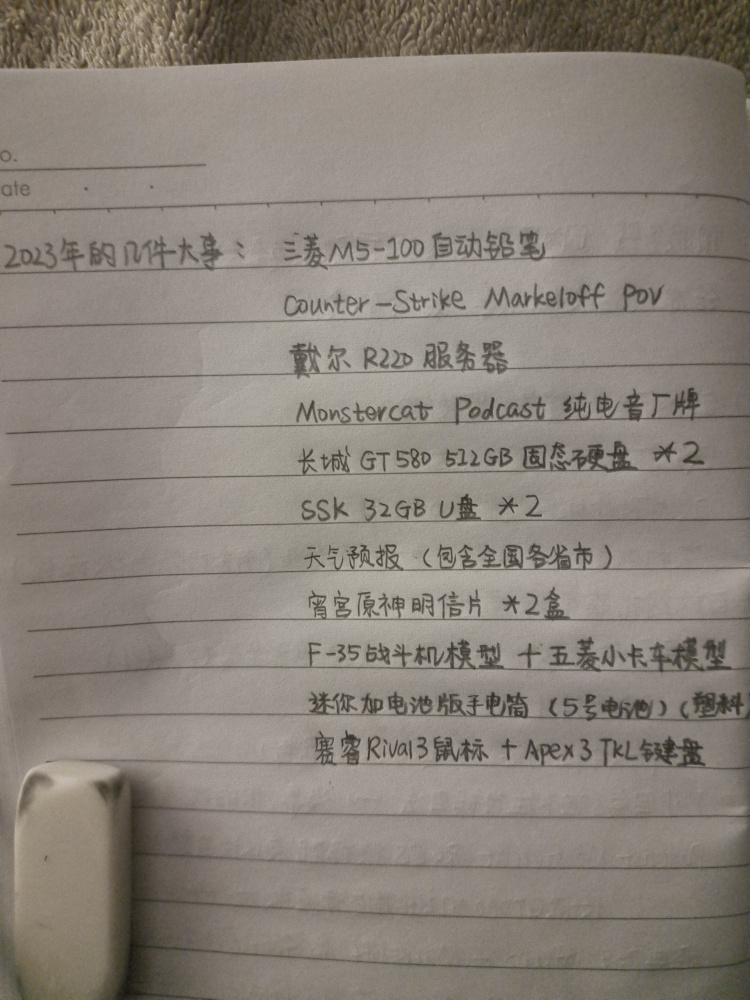 o.
ate
2023年的几件大事：三菱M5-100自动铅笔
Counter-Strike Markeloff POV
戴尔 R220 服务器
Monstercat Podcast 纯电音厂牌
长城 GT580 512GB 固态硬盘 *2
SSK 32GB U盘 *2
天气预报（包含全国各省市）
宵宫原神明信片 *2盒
F-35战斗机模型 + 五菱小卡车模型
迷你加电池版手电筒（5号电池）（塑料
赛睿Rival3鼠标 + Apex3 TKL键盘